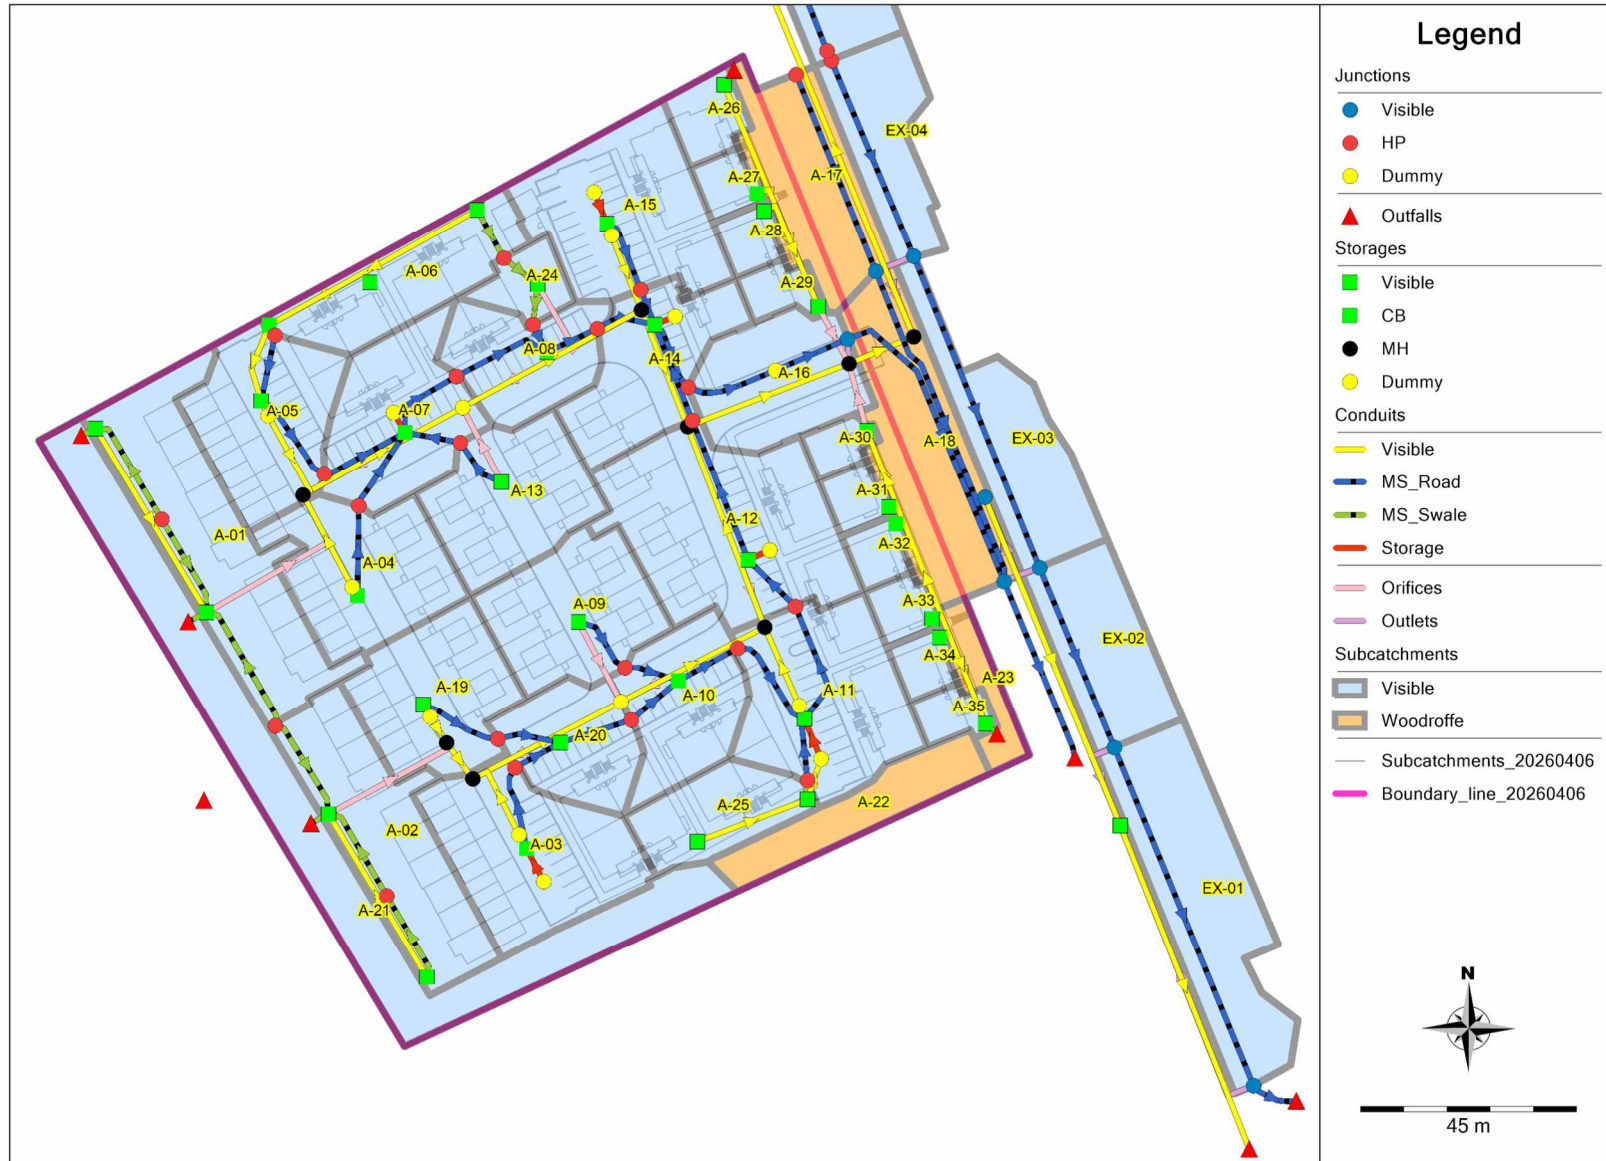 Legend
Junctions
Visible
HP
Dummy
Outfalls
Storages
Visible
CB
MH
Dummy
Conduits
Visible
MS_Road
MS_Swale
Storage
Orifices
Outlets
Subcatchments
Visible
Woodroffe
Subcatchments_20260406
Boundary_line_20260406
N
45 m
A-26
EX-04
A-27
A-17
A-15
A-28
A-06
A-24
A-29
A-08
A-14
A-16
A-05
A-07
A-30
A-18
EX-03
A-13
A-31
A-12
A-01
A-32
A-04
A-09
A-33
EX-02
A-34
A-23
A-19
A-10
A-11
A-35
A-20
A-25
A-22
A-02
A-03
EX-01
A-21